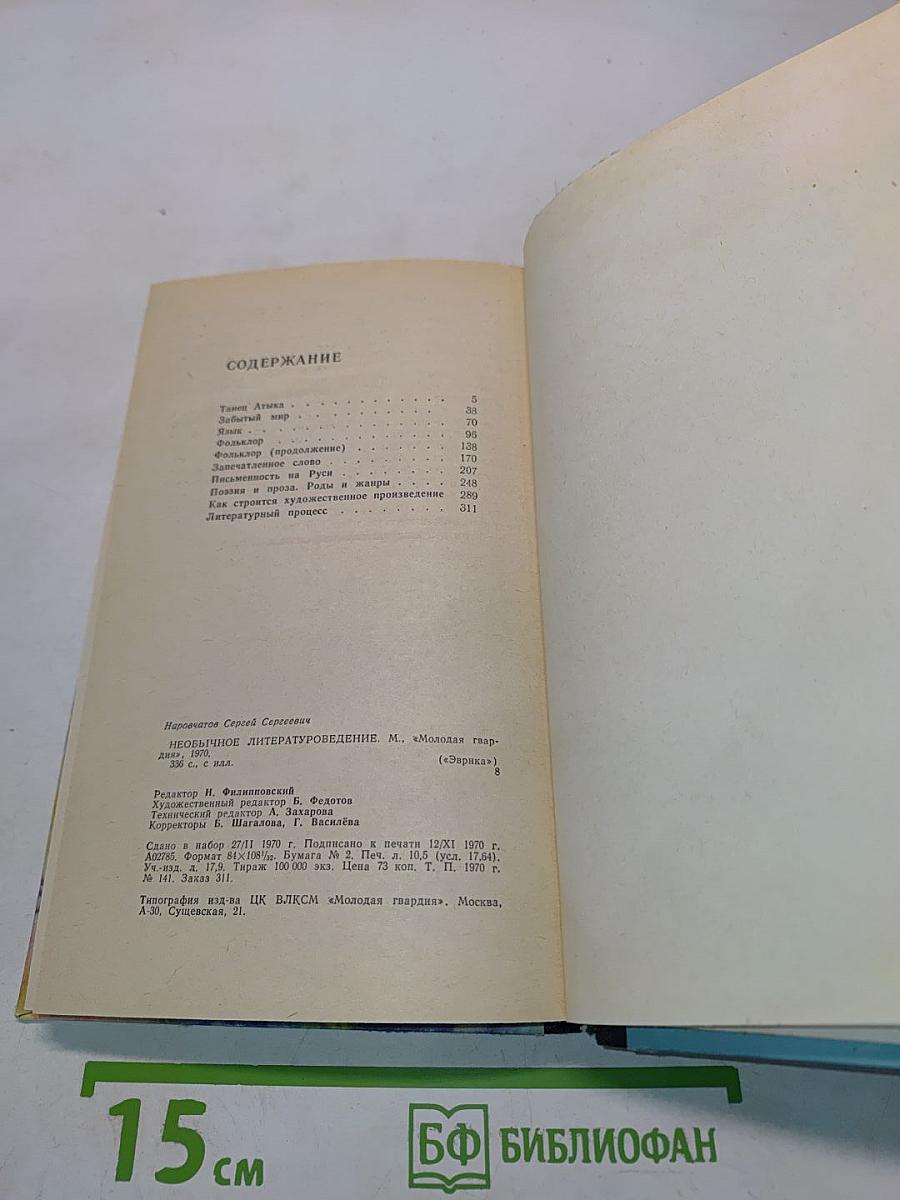 СОДЕРЖАНИЕ
Танец Атыка . . . . . . . . . . . . 5
Забытый мир . . . . . . . . . . . 38
Язык . . . . . . . . . . . . . . 70
Фольклор . . . . . . . . . . . . 96
Фольклор (продолжение) . . . . . . . 138
Запечатленное слово . . . . . . . . . 170
Письменность на Руси . . . . . . . . 207
Поэзия и проза. Роды и жанры . . . . 248
Как строится художественное произведение 289
Литературный процесс . . . . . . . . 311
Наровчатов Сергей Сергеевич
НЕОБЫЧНОЕ ЛИТЕРАТУРОВЕДЕНИЕ. М., «Молодая гвар-
дия», 1970.
336 с., с илл. («Эврика»)
8
Редактор Н. Филипповский
Художественный редактор Б. Федотов
Технический редактор А. Захарова
Корректоры Б. Шагалова, Г. Василёва
Сдано в набор 27/II 1970 г. Подписано к печати 12/XI 1970 г.
А02785. Формат 84×108¹/₃₂. Бумага № 2. Печ. л. 10,5 (усл. 17,64).
Уч.-изд. л. 17,9. Тираж 100 000 экз. Цена 73 коп. Т. П. 1970 г.
№ 141. Заказ 311.
Типография изд-ва ЦК ВЛКСМ «Молодая гвардия». Москва,
А-30, Сущевская, 21.
15 см
БФ БИБЛИОФАН